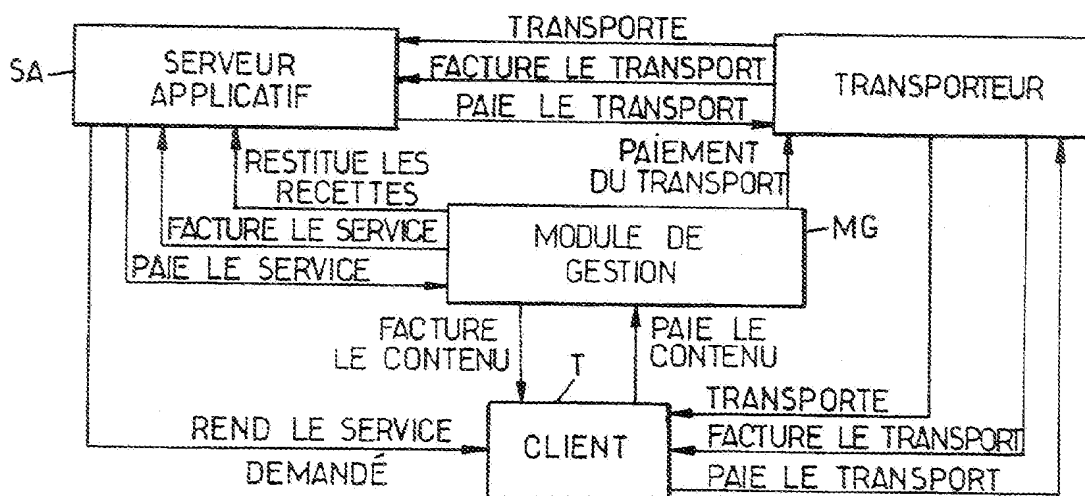 TRANSPORTE
SA
SERVEUR
APPLICATIF
FACTURE LE TRANSPORT
TRANSPORTEUR
PAIE LE TRANSPORT
RESTITUE LES
RECETTES
PAIEMENT
DU TRANSPORT
FACTURE LE SERVICE
MODULE DE
GESTION
MG
PAIE LE SERVICE
FACTURE
LE CONTENU
PAIE LE
CONTENU
T
TRANSPORTE
REND LE SERVICE
DEMANDÉ
CLIENT
FACTURE LE TRANSPORT
PAIE LE TRANSPORT